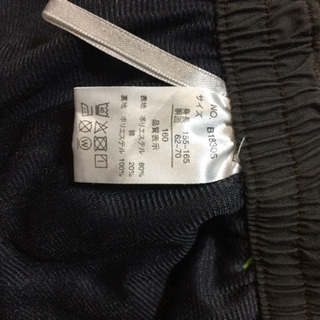 NO. B18305
サイズ
身長 155-165
胴囲 62-70
160
品質表示
表地 ポリエステル 80%
綿 20%
裏地 ポリエステル 100%
W